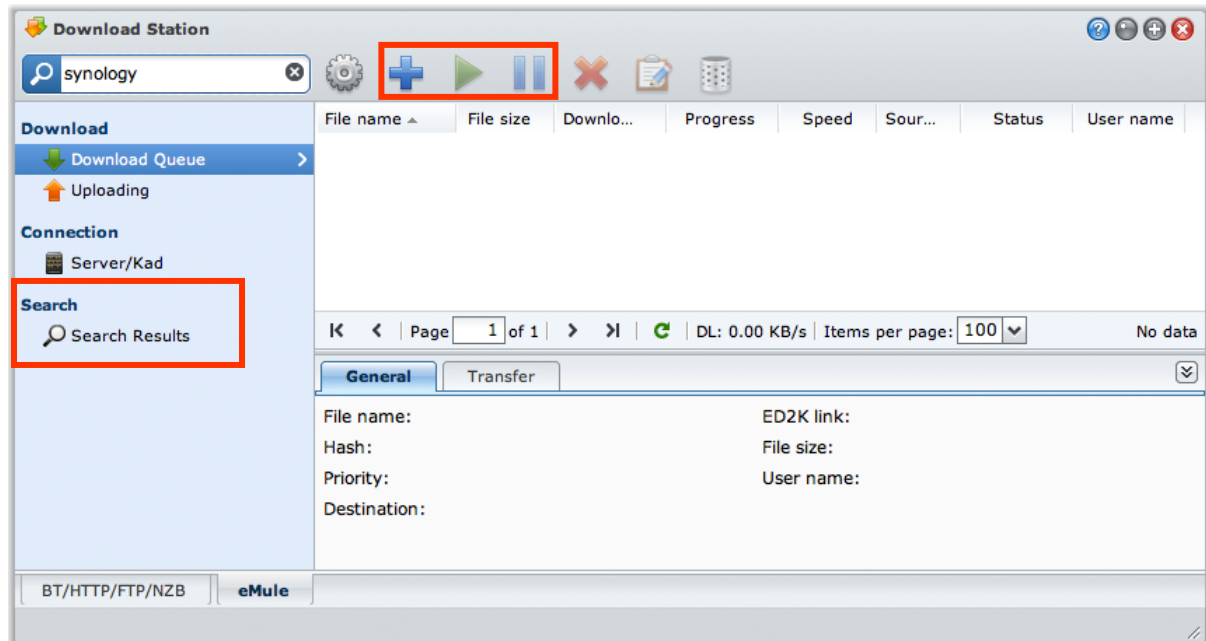 Download Station
synology
Download
Download Queue
Uploading
Connection
Server/Kad
Search
Search Results
File name File size Downlo... Progress Speed Sour... Status User name
Page 1 of 1 DL: 0.00 KB/s Items per page: 100 No data
General Transfer
File name: ED2K link:
Hash: File size:
Priority: User name:
Destination:
BT/HTTP/FTP/NZB eMule